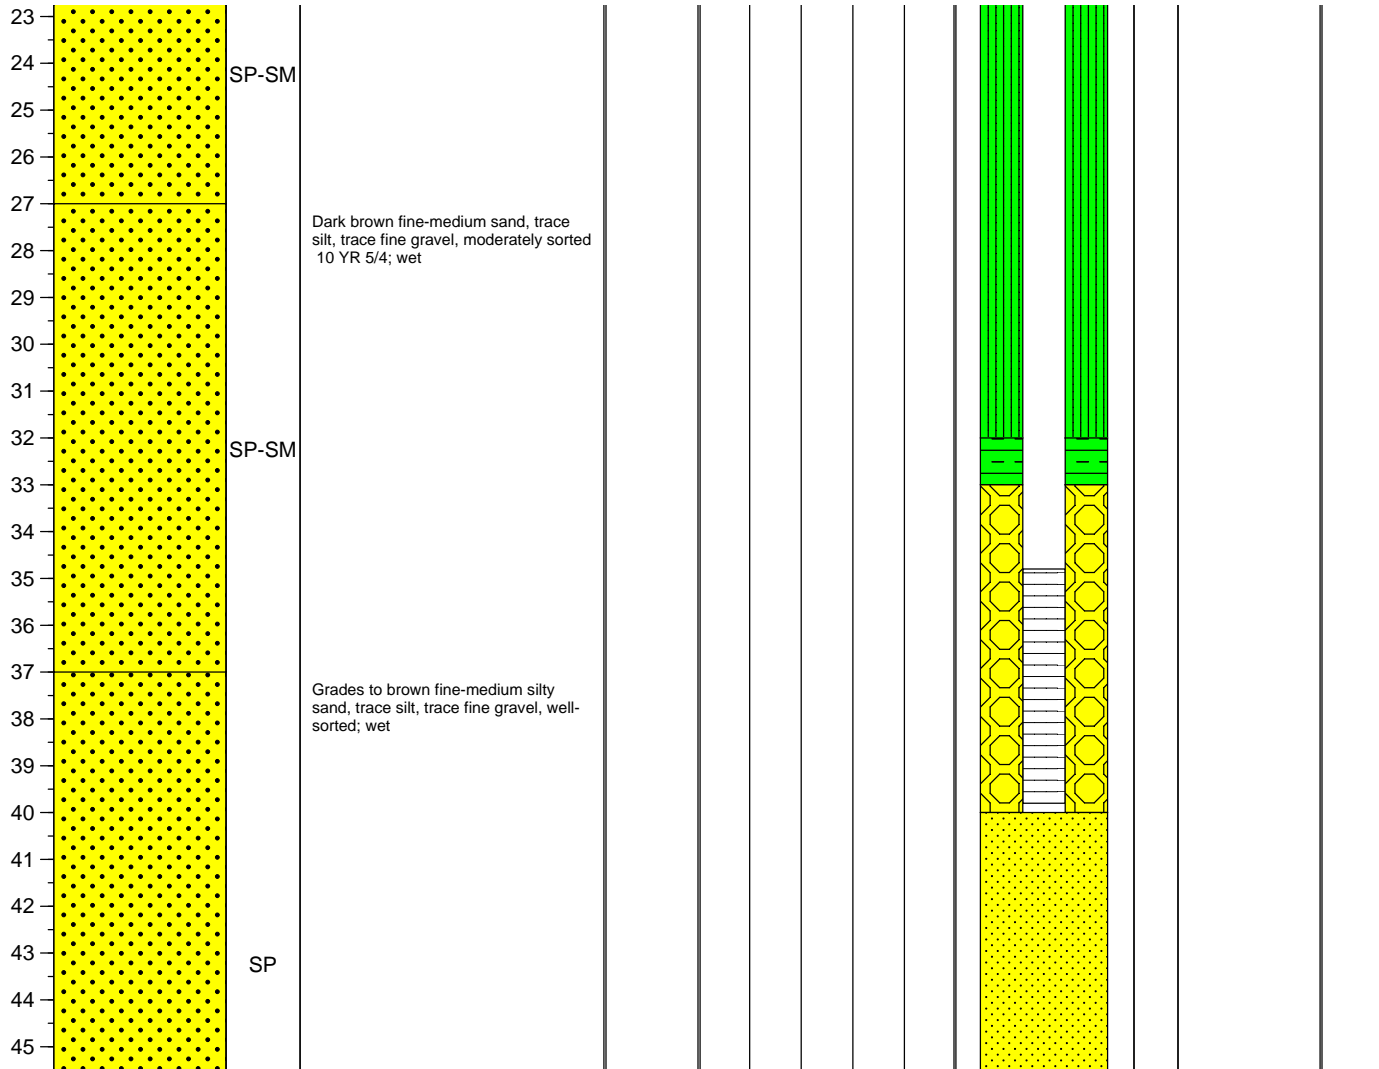 23
24
SP-SM
25
26
27
Dark brown fine-medium sand, trace
silt, trace fine gravel, moderately sorted
10 YR 5/4; wet
28
29
30
31
32
SP-SM
33
34
35
36
37
Grades to brown fine-medium silty
sand, trace silt, trace fine gravel, well-
sorted; wet
38
39
40
41
42
43
SP
44
45